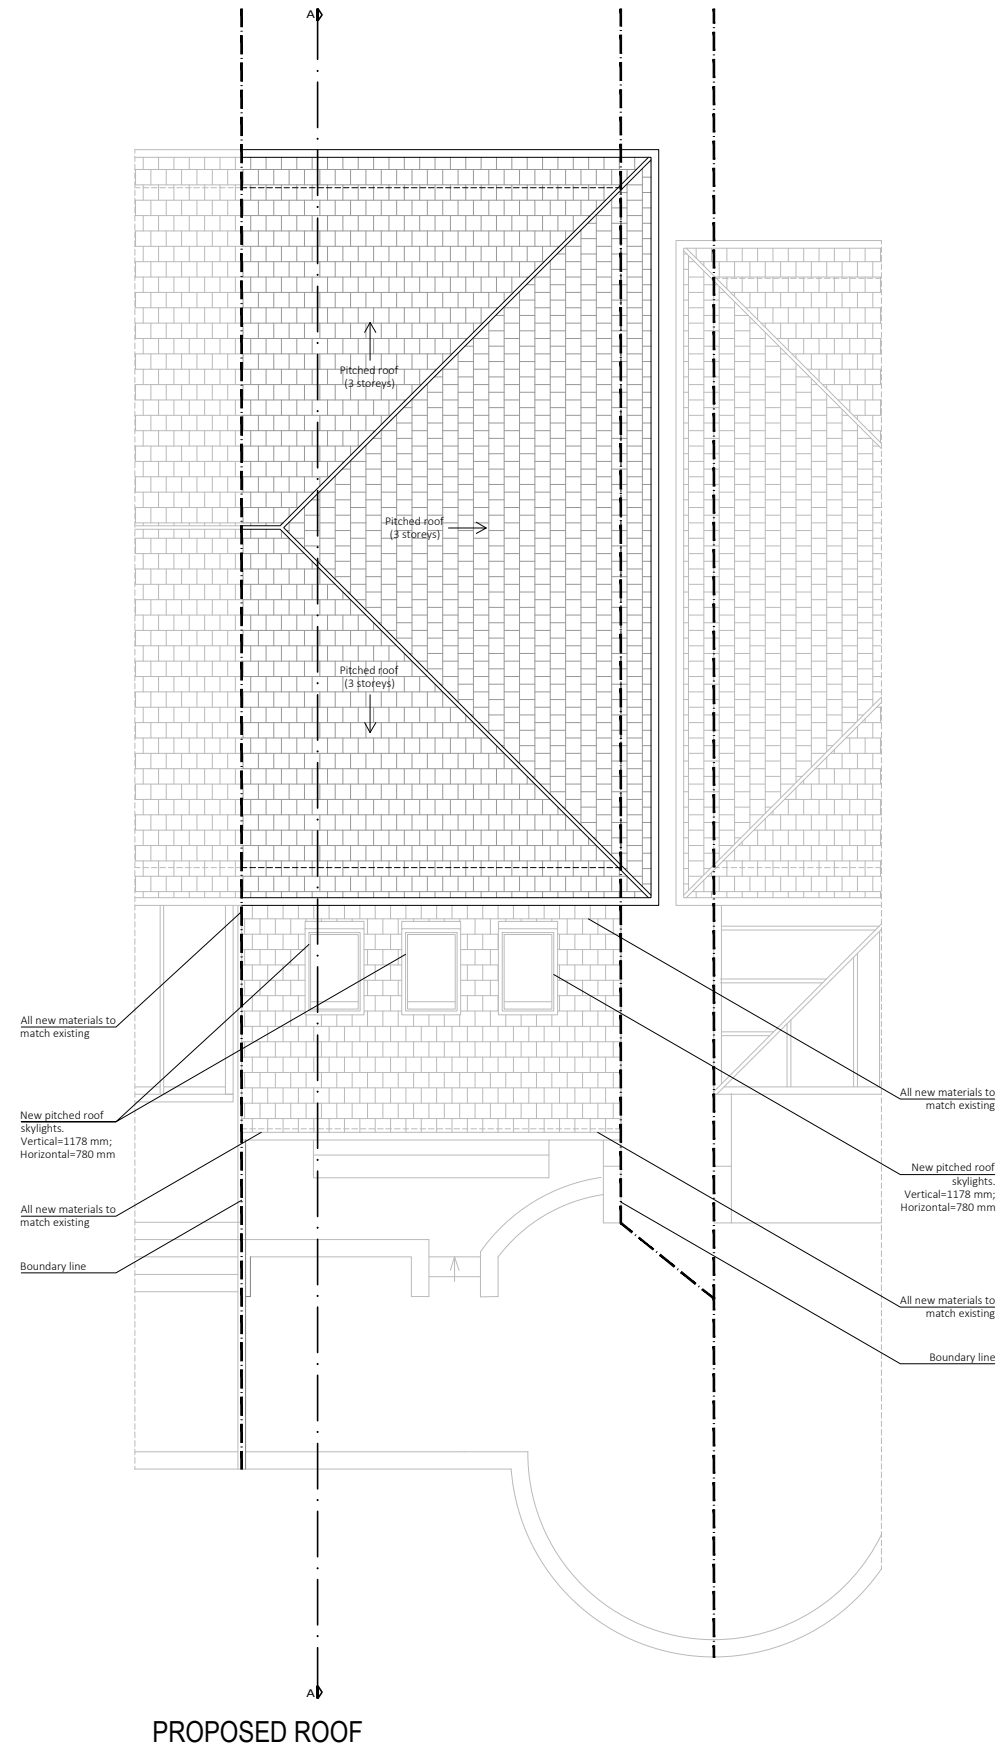 A
Pitched roof
(3 storeys)
Pitched roof
(3 storeys)
Pitched roof
(3 storeys)
All new materials to
match existing
New pitched roof
skylights.
Vertical=1178 mm;
Horizontal=780 mm
All new materials to
match existing
Boundary line
All new materials to
match existing
New pitched roof
skylights.
Vertical=1178 mm;
Horizontal=780 mm
All new materials to
match existing
Boundary line
A
PROPOSED ROOF